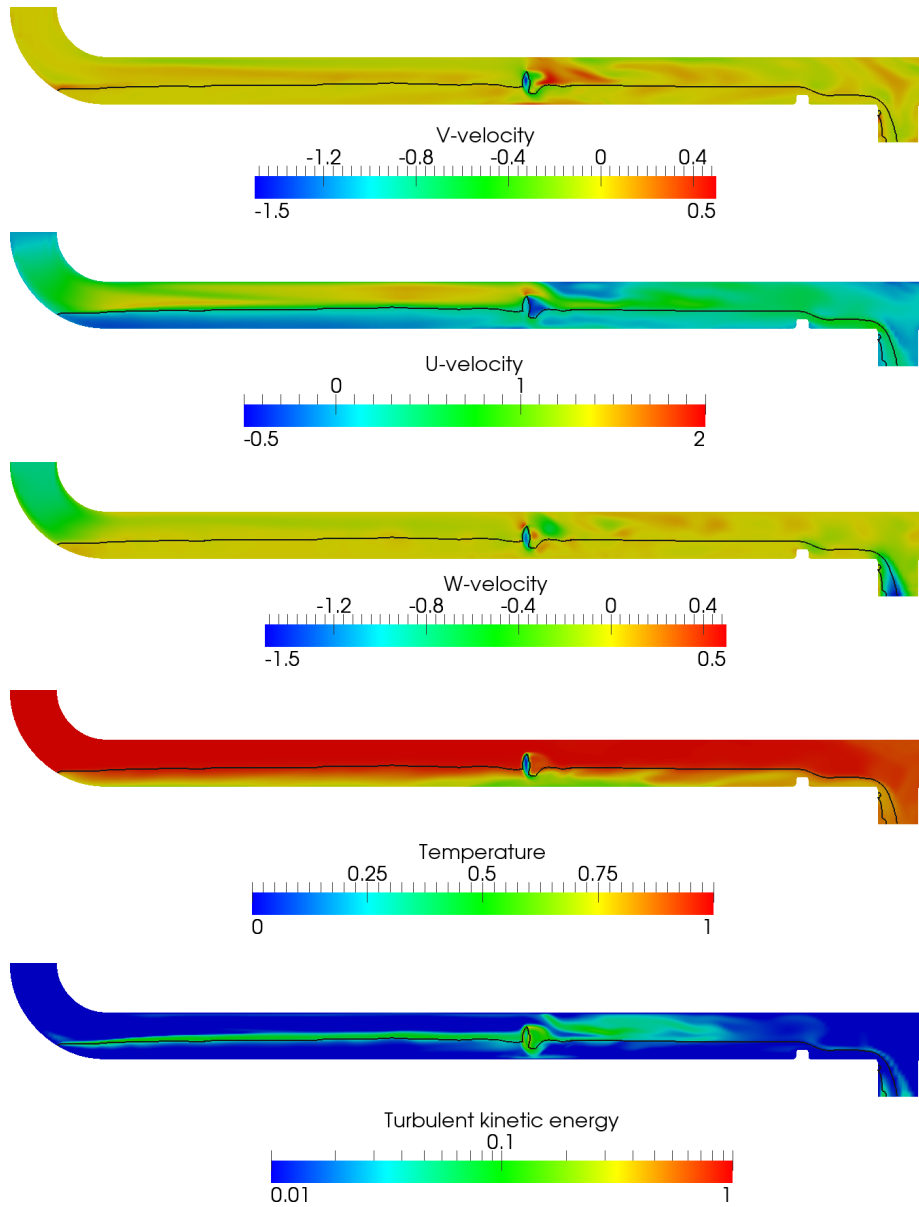 V-velocity
-1.2 -0.8 -0.4 0 0.4
-1.5 0.5
U-velocity
0 1
-0.5 2
W-velocity
-1.2 -0.8 -0.4 0 0.4
-1.5 0.5
Temperature
0.25 0.5 0.75
0 1
Turbulent kinetic energy
0.1
0.01 1